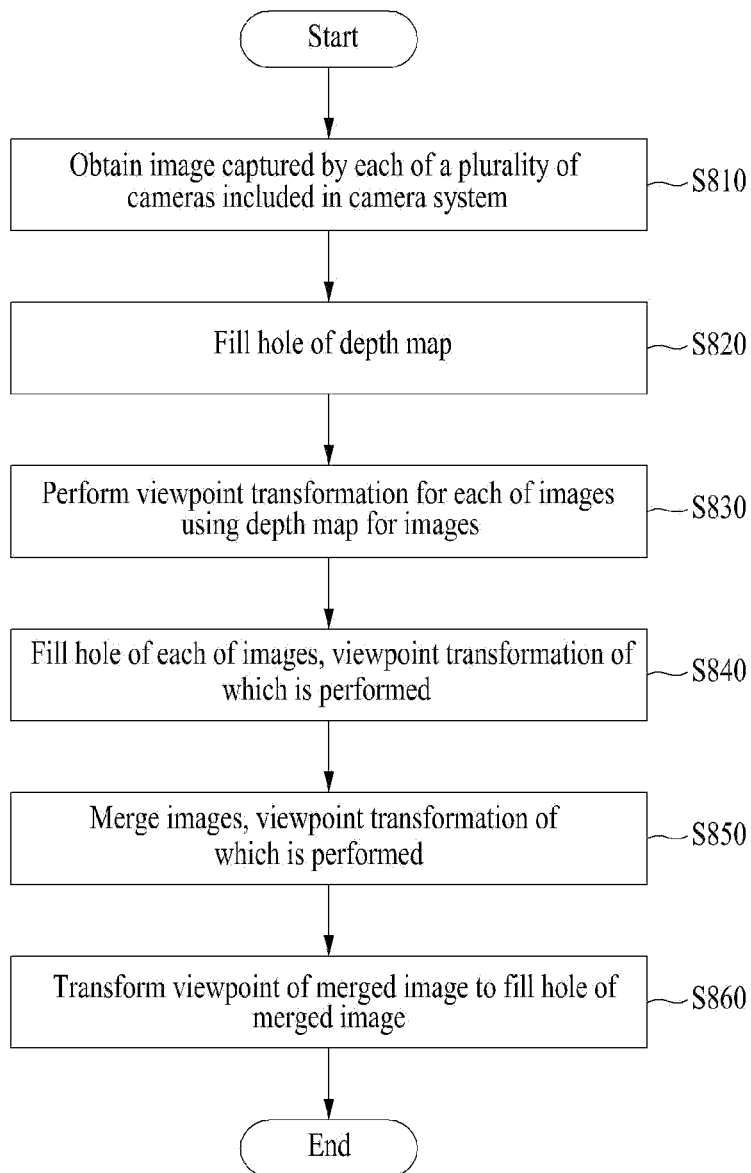 Start
Obtain image captured by each of a plurality of
cameras included in camera system
S810
Fill hole of depth map
S820
Perform viewpoint transformation for each of images
using depth map for images
S830
Fill hole of each of images, viewpoint transformation of
which is performed
S840
Merge images, viewpoint transformation of
which is performed
S850
Transform viewpoint of merged image to fill hole of
merged image
S860
End